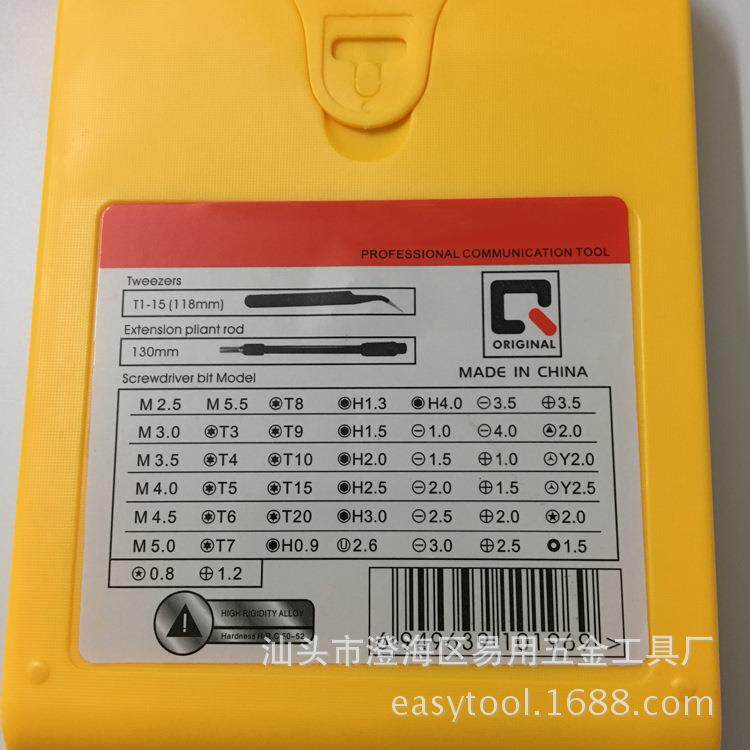 PROFESSIONAL COMMUNICATION TOOL
Tweezers
T1-15 (118mm)
Extension pliant rod
130mm
ORIGINAL
MADE IN CHINA
Screwdriver bit Model
M 2.5 M 5.5 T8 H1.3 H4.0 3.5 3.5
M 3.0 T3 T9 H1.5 1.0 4.0 2.0
M 3.5 T4 T10 H2.0 1.5 1.0 Y2.0
M 4.0 T5 T15 H2.5 2.0 1.5 Y2.5
M 4.5 T6 T20 H3.0 2.5 2.0 2.0
M 5.0 T7 H0.9 U 2.6 3.0 2.5 1.5
0.8 1.2
HIGH RIGIDITY ALLOY
Hardness H.R.C 50-52
汕头市澄海区易用五金工具厂
easytool.1688.com